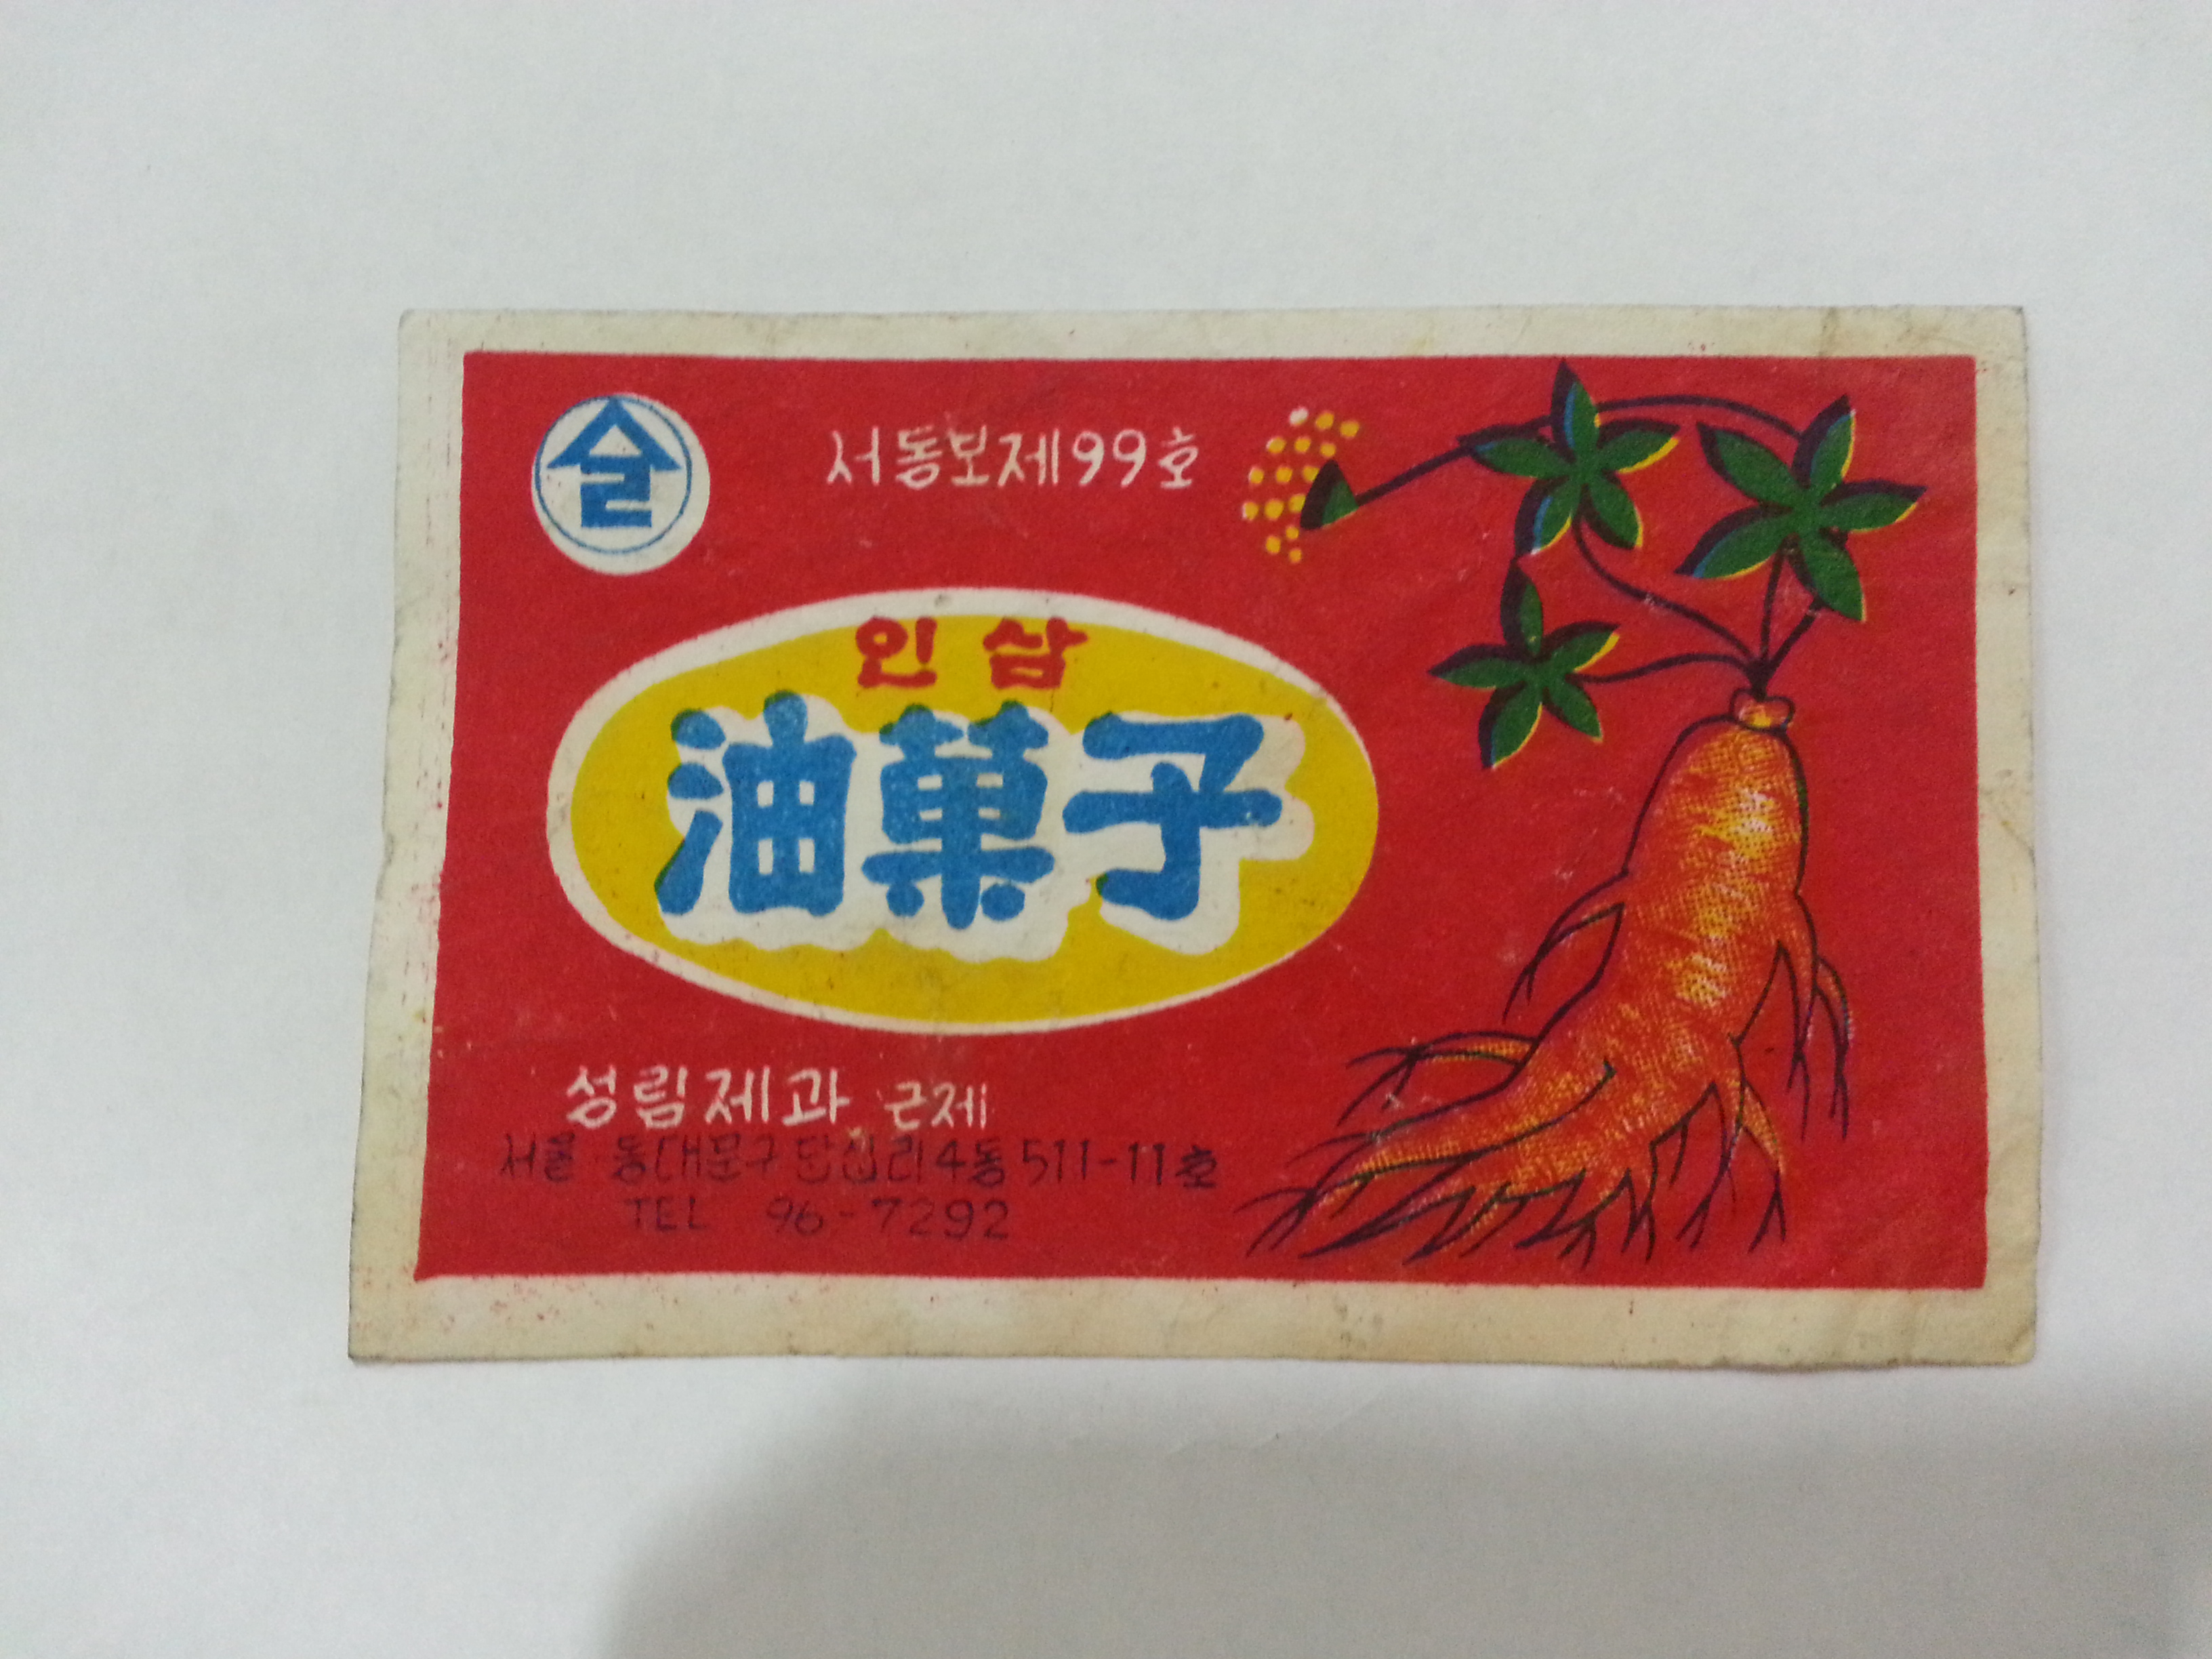 슬
서동보제99호
인삼
油菓子
성림제과 근제
서울 동대문구 답십리4동 511-11호
TEL 96-7292